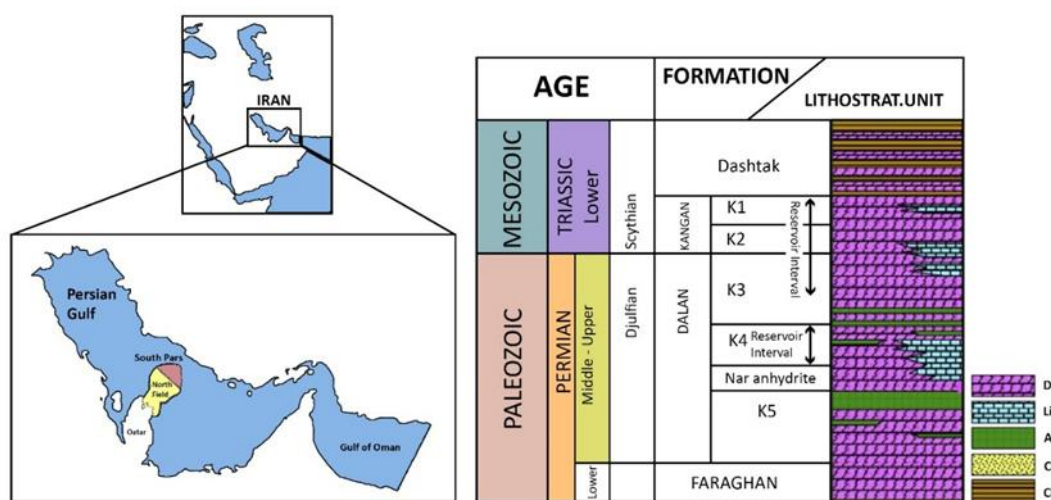 IRAN
Persian
Gulf
South Pars
North
Field
Qatar
Gulf of Oman
AGE
FORMATION
LITHOSTRAT.UNIT
MESOZOIC
TRIASSIC
Lower
Scythian
Dashtak
KANGAN
K1
K2
Reservoir
Interval
PALEOZOIC
PERMIAN
Middle - Upper
Djulfian
DALAN
K3
K4 Reservoir
Interval
Nar anhydrite
K5
Lower
FARAGHAN
D
Li
A
C
C